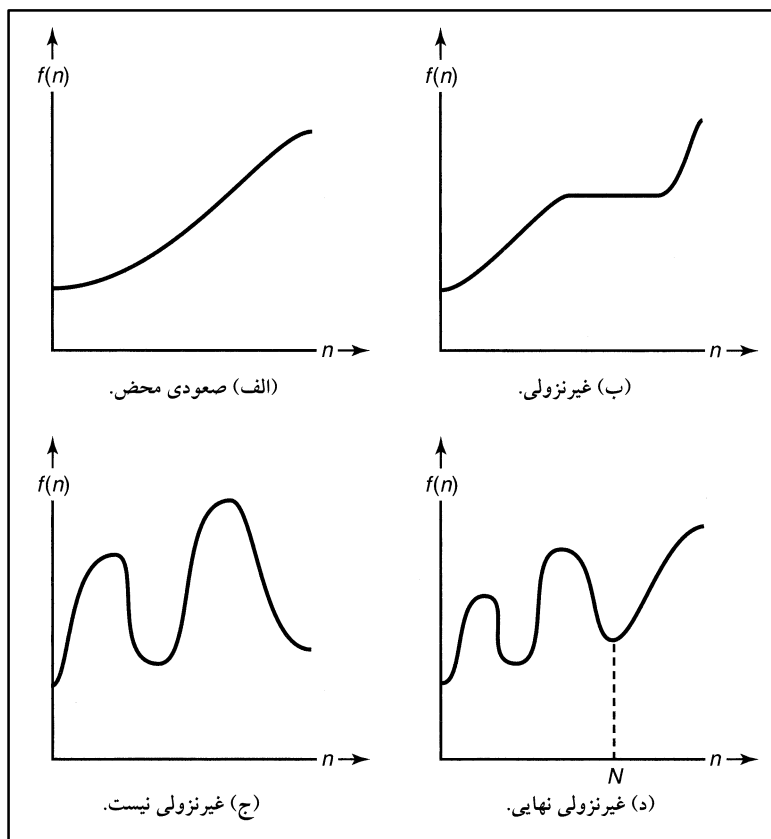 f(n)
n
(الف) صعودی محض.
f(n)
n
(ب) غیرنزولی.
f(n)
n
(ج) غیرنزولی نیست.
f(n)
N
n
(د) غیرنزولی نهایی.